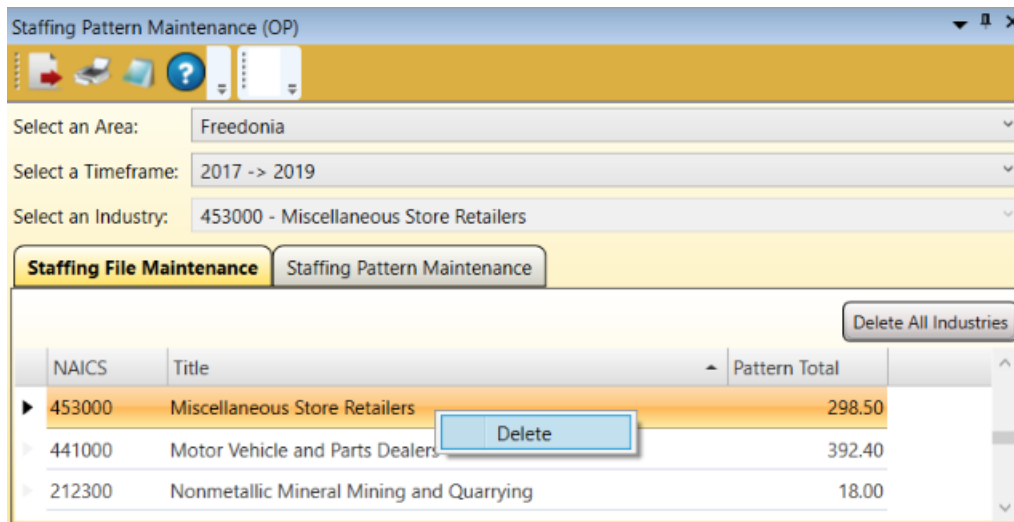 Staffing Pattern Maintenance (OP)
?
Select an Area: Freedonia
Select a Timeframe: 2017 -> 2019
Select an Industry: 453000 - Miscellaneous Store Retailers
Staffing File Maintenance Staffing Pattern Maintenance
Delete All Industries
NAICS Title Pattern Total
453000 Miscellaneous Store Retailers 298.50
Delete
441000 Motor Vehicle and Parts Dealers 392.40
212300 Nonmetallic Mineral Mining and Quarrying 18.00